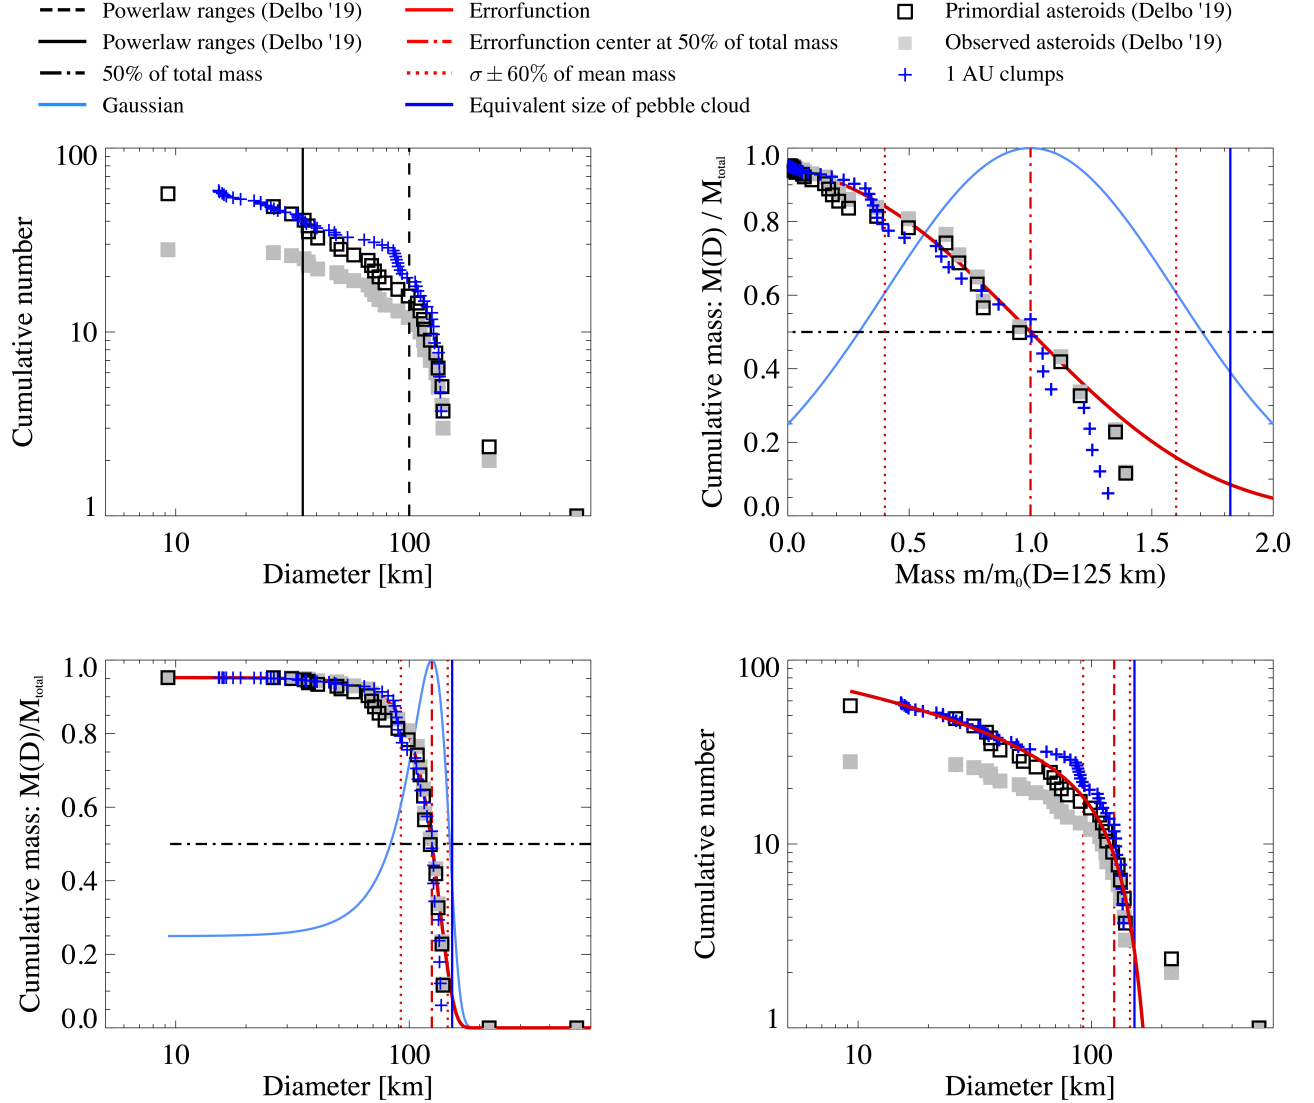 Powerlaw ranges (Delbo '19)
Powerlaw ranges (Delbo '19)
50% of total mass
Gaussian
Errorfunction
Errorfunction center at 50% of total mass
σ ± 60% of mean mass
Equivalent size of pebble cloud
Primordial asteroids (Delbo '19)
Observed asteroids (Delbo '19)
1 AU clumps
100
10
1
Cumulative number
10 100
Diameter [km]
1.0
0.8
0.6
0.4
0.2
0.0
Cumulative mass: M(D) / Mtotal
0.0 0.5 1.0 1.5 2.0
Mass m/m0(D=125 km)
1.0
0.8
0.6
0.4
0.2
0.0
Cumulative mass: M(D)/Mtotal
10 100
Diameter [km]
100
10
1
Cumulative number
10 100
Diameter [km]